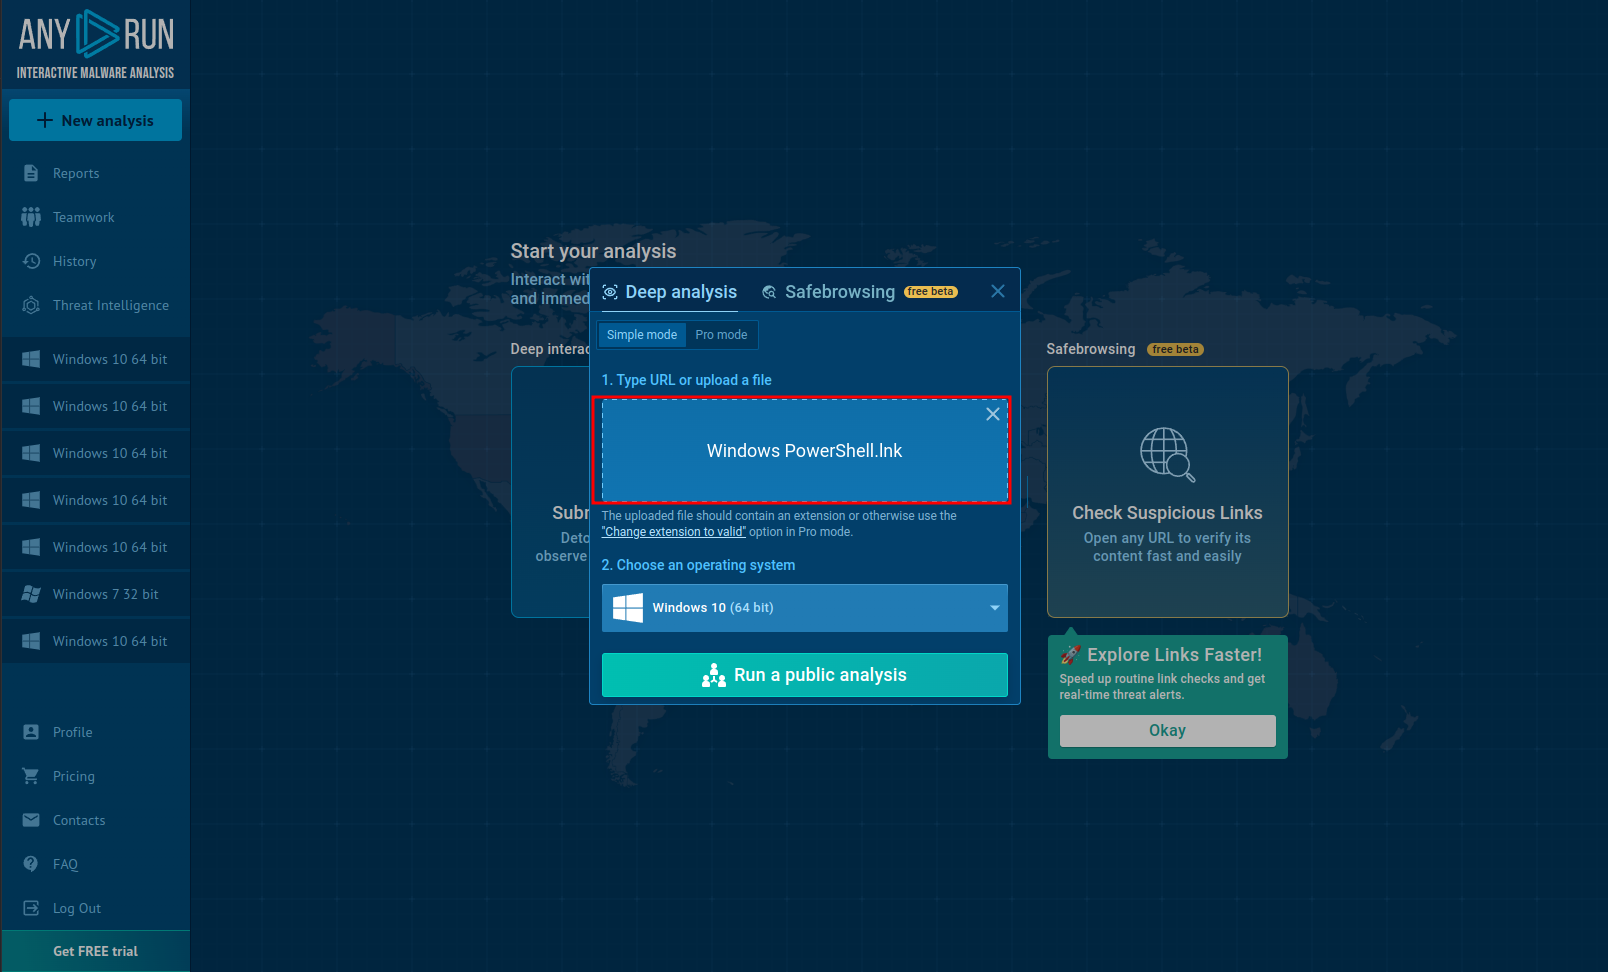 ANY RUN
INTERACTIVE MALWARE ANALYSIS
New analysis
Reports
Teamwork
History
Threat Intelligence
Windows 10 64 bit
Windows 10 64 bit
Windows 10 64 bit
Windows 10 64 bit
Windows 10 64 bit
Windows 7 32 bit
Windows 10 64 bit
Profile
Pricing
Contacts
FAQ
Log Out
Get FREE trial
Start your analysis
Interact
and
Deep
Deep analysis
Safebrowsing free beta
Simple mode
Pro mode
1. Type URL or upload a file
Windows PowerShell.lnk
The uploaded file should contain an extension or otherwise use the
"Change extension to valid" option in Pro mode.
2. Choose an operating system
Windows 10 (64 bit)
Run a public analysis
observe
Safebrowsing free beta
Check Suspicious Links
Open any URL to verify its
content fast and easily
Explore Links Faster!
Speed up routine link checks and get
real-time threat alerts.
Okay